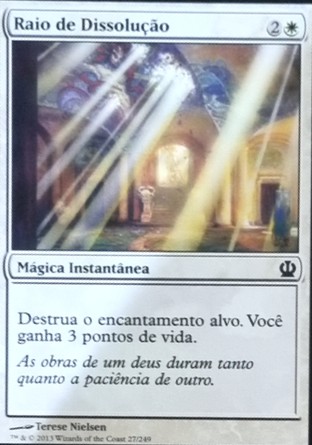 Raio de Dissolução 2
Mágica Instantânea
Destrua o encantamento alvo. Você
ganha 3 pontos de vida.
As obras de um deus duram tanto
quanto a paciência de outro.
Terese Nielsen
™ & © 2013 Wizards of the Coast 27/249